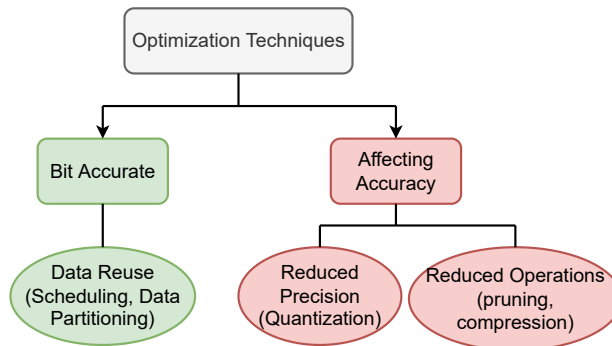 Optimization Techniques
Bit Accurate
Affecting
Accuracy
Data Reuse
(Scheduling, Data
Partitioning)
Reduced
Precision
(Quantization)
Reduced Operations
(pruning,
compression)